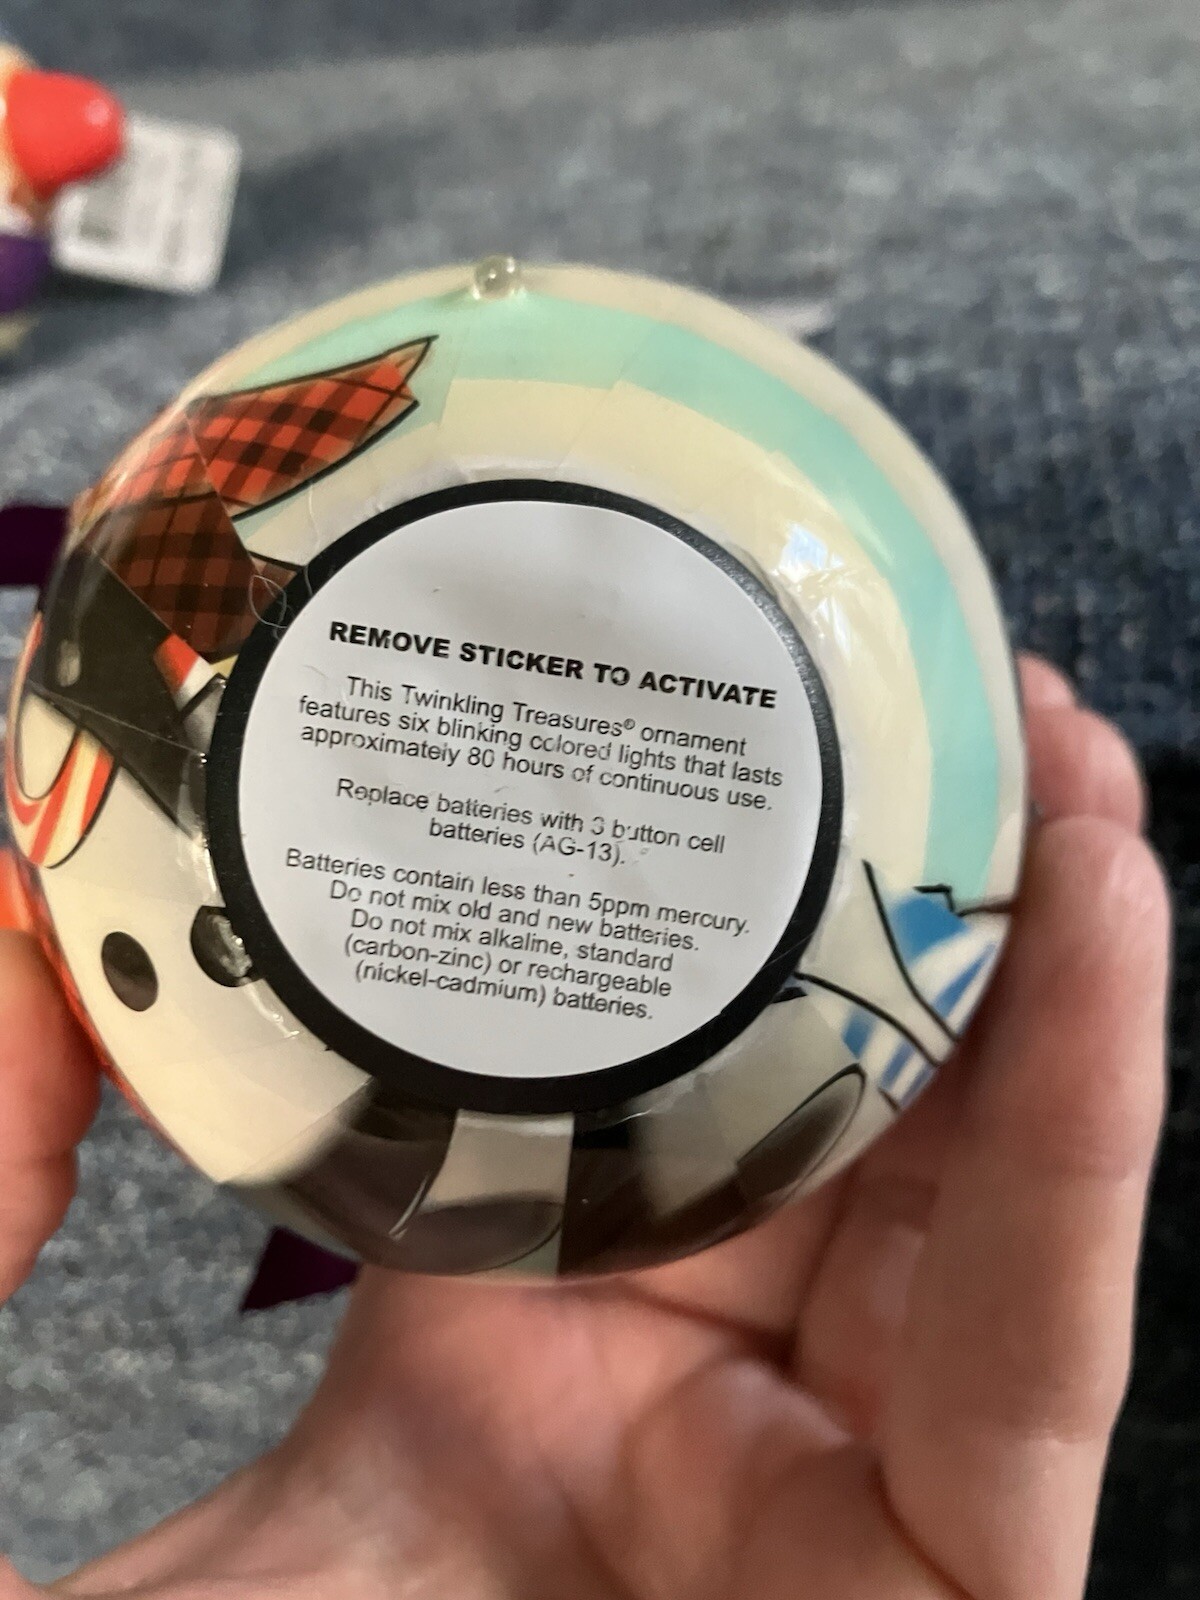 REMOVE STICKER TO ACTIVATE
This Twinkling Treasures® ornament
features six blinking colored lights that lasts
approximately 80 hours of continuous use.
Replace batteries with 3 button cell
batteries (AG-13).
Batteries contain less than 5ppm mercury.
Do not mix old and new batteries.
Do not mix alkaline, standard
(carbon-zinc) or rechargeable
(nickel-cadmium) batteries.